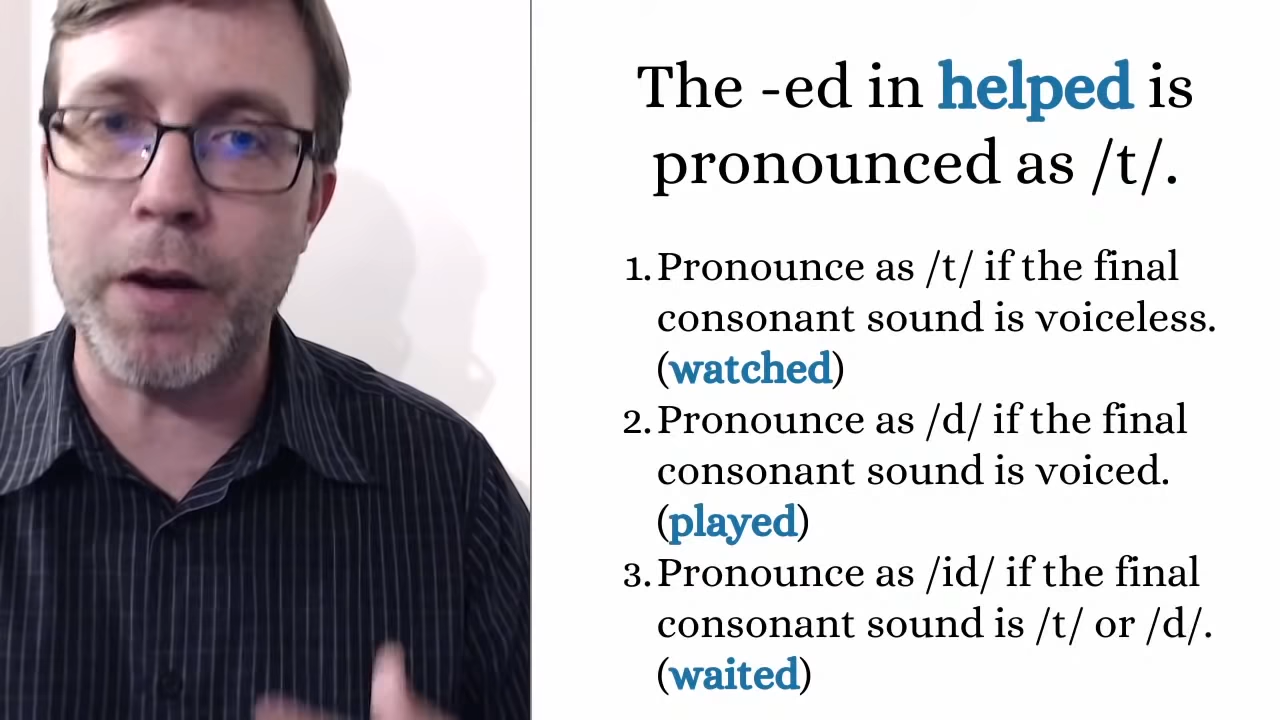 The -ed in helped is
pronounced as /t/.
1. Pronounce as /t/ if the final
consonant sound is voiceless.
(watched)
2. Pronounce as /d/ if the final
consonant sound is voiced.
(played)
3. Pronounce as /id/ if the final
consonant sound is /t/ or /d/.
(waited)